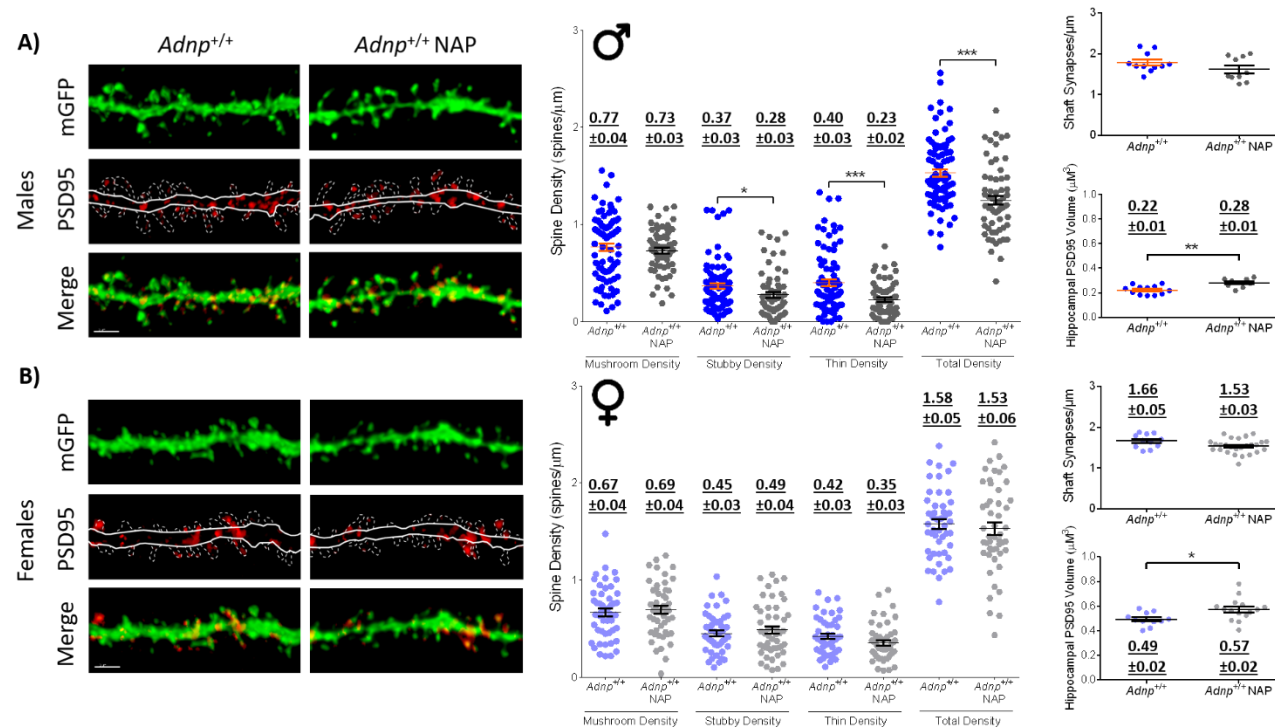 A)
Adnp+/+
Adnp+/+ NAP
Males
mGFP
PSD95
Merge
Spine Density (spines/µm)
3
2
1
0
0.77 0.73 0.37 0.28 0.40 0.23
±0.04 ±0.03 ±0.03 ±0.03 ±0.03 ±0.02
* *** ***
Adnp+/+ Adnp+/+ NAP Adnp+/+ Adnp+/+ NAP Adnp+/+ Adnp+/+ NAP Adnp+/+ Adnp+/+ NAP
Mushroom Density Stubby Density Thin Density Total Density
Shaft Synapses/µm
3
2
1
0
Adnp+/+ Adnp+/+ NAP
Hippocampal PSD95 Volume (µM3)
1.0
0.8
0.6
0.4
0.2
0.0
0.22 0.28
±0.01 ±0.01
**
Adnp+/+ Adnp+/+ NAP
B)
Females
mGFP
PSD95
Merge
Spine Density (spines/µm)
3
2
1
0
1.58 1.53
±0.05 ±0.06
0.67 0.69 0.45 0.49 0.42 0.35
±0.04 ±0.04 ±0.03 ±0.04 ±0.03 ±0.03
Adnp+/+ Adnp+/+ NAP Adnp+/+ Adnp+/+ NAP Adnp+/+ Adnp+/+ NAP Adnp+/+ Adnp+/+ NAP
Mushroom Density Stubby Density Thin Density Total Density
Shaft Synapses/µm
3
2
1
0
1.66 1.53
±0.05 ±0.03
Adnp+/+ Adnp+/+ NAP
Hippocampal PSD95 Volume (µM3)
1.0
0.8
0.6
0.4
0.2
0.0
*
0.49 0.57
±0.02 ±0.02
Adnp+/+ Adnp+/+ NAP